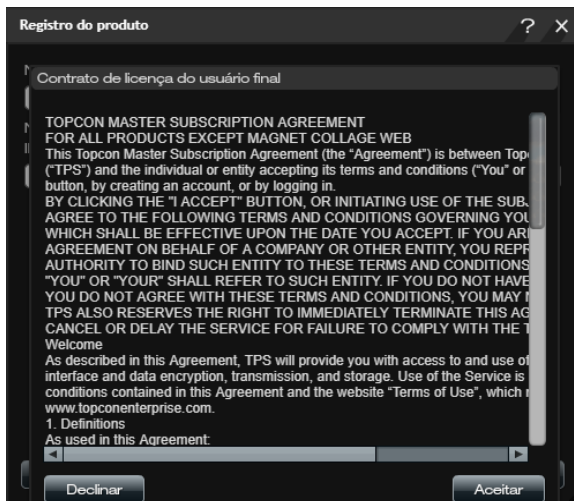 Registro do produto
? X
Contrato de licença do usuário final
TOPCON MASTER SUBSCRIPTION AGREEMENT
FOR ALL PRODUCTS EXCEPT MAGNET COLLAGE WEB
This Topcon Master Subscription Agreement (the “Agreement”) is between
(“TPS”) and the individual or entity accepting its terms and conditions (“You” or
button, by creating an account, or by logging in.
BY CLICKING THE "I ACCEPT" BUTTON, OR INITIATING USE OF THE
AGREE TO THE FOLLOWING TERMS AND CONDITIONS GOVERNING
WHICH SHALL BE EFFECTIVE UPON THE DATE YOU ACCEPT. IF YOU
AGREEMENT ON BEHALF OF A COMPANY OR OTHER ENTITY, YOU
AUTHORITY TO BIND SUCH ENTITY TO THESE TERMS AND CONDITIONS
"YOU" OR "YOUR" SHALL REFER TO SUCH ENTITY. IF YOU DO NOT HAVE
YOU DO NOT AGREE WITH THESE TERMS AND CONDITIONS, YOU
TPS ALSO RESERVES THE RIGHT TO IMMEDIATELY TERMINATE THIS
CANCEL OR DELAY THE SERVICE FOR FAILURE TO COMPLY WITH THE
Welcome
As described in this Agreement, TPS will provide you with access to and use of
interface and data encryption, transmission, and storage. Use of the Service is
conditions contained in this Agreement and the website “Terms of Use”, which
www.topconenterprise.com.
1. Definitions
As used in this Agreement:
Declinar
Aceitar